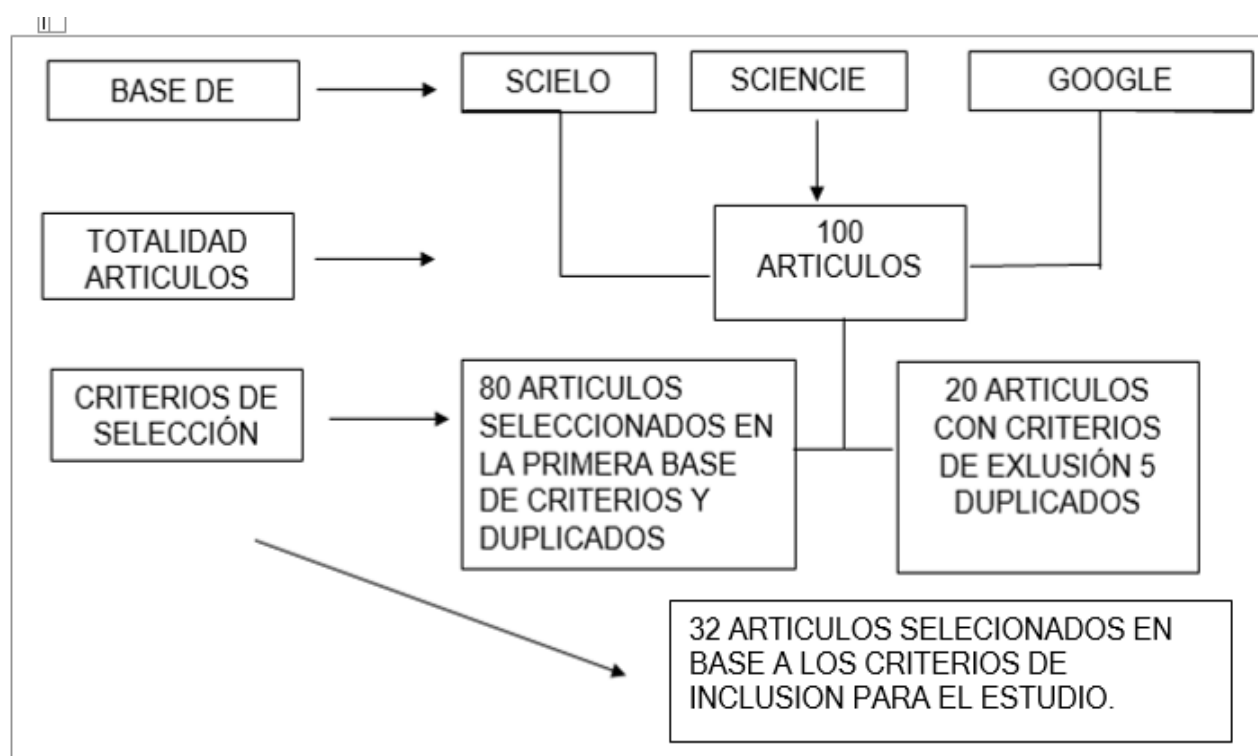 BASE DE
SCIELO
SCIENCIE
GOOGLE
TOTALIDAD
ARTICULOS
100
ARTICULOS
CRITERIOS DE
SELECCIÓN
80 ARTICULOS
SELECCIONADOS EN
LA PRIMERA BASE
DE CRITERIOS Y
DUPLICADOS
20 ARTICULOS
CON CRITERIOS
DE EXLUSIÓN 5
DUPLICADOS
32 ARTICULOS SELECIONADOS EN
BASE A LOS CRITERIOS DE
INCLUSION PARA EL ESTUDIO.